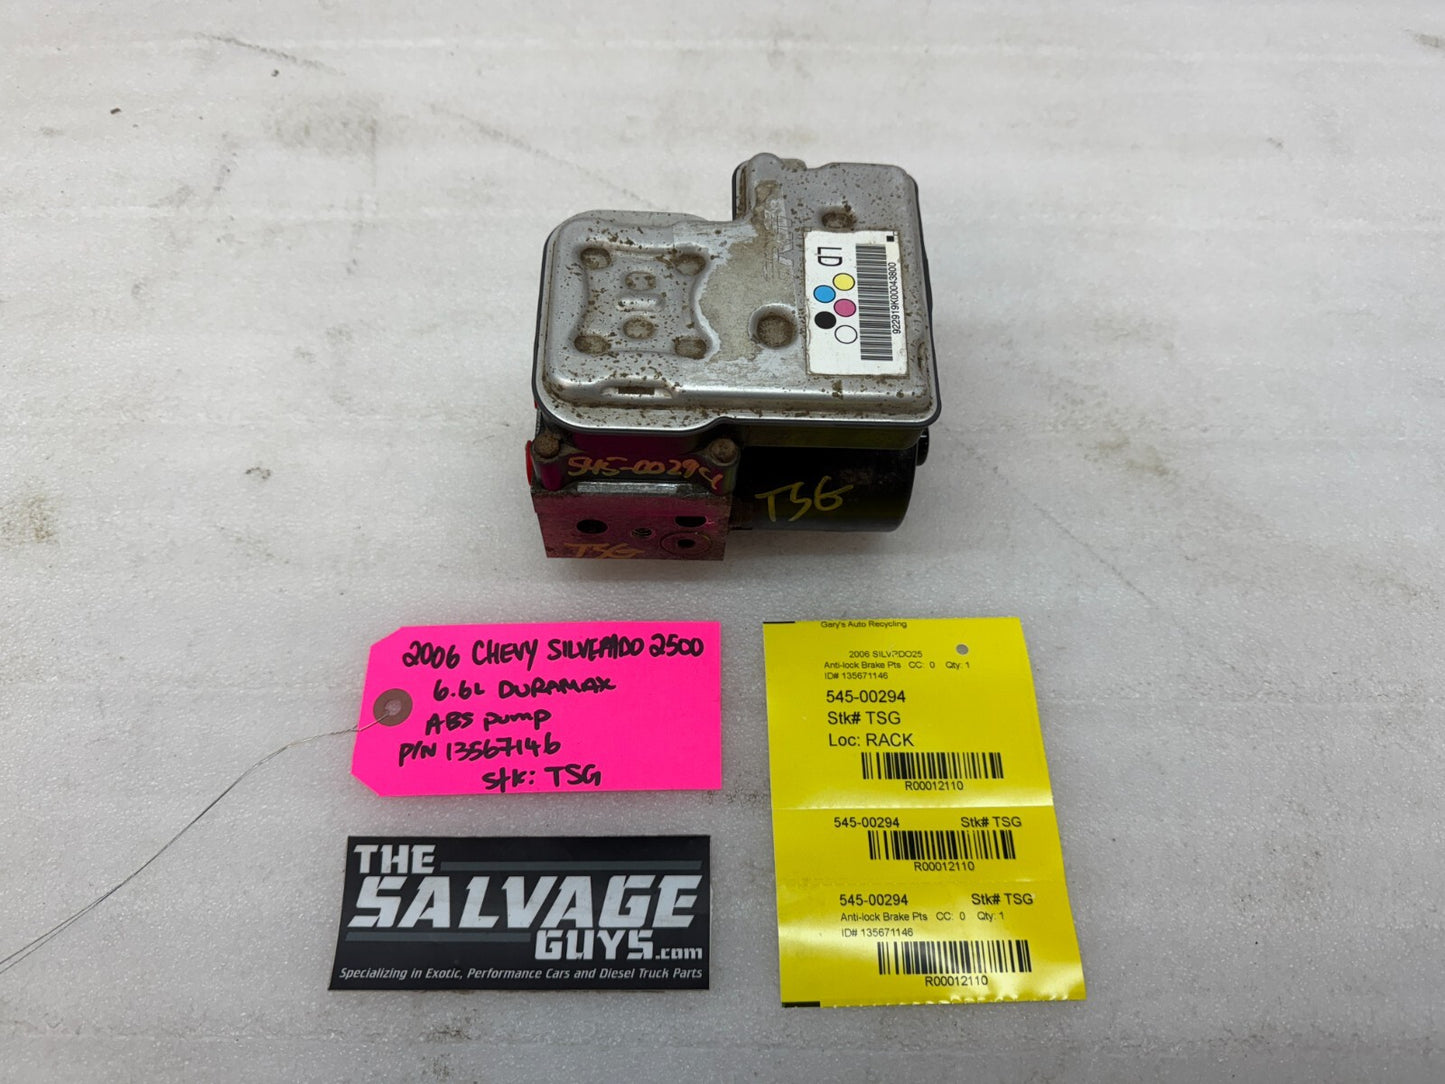 LD
922919K00043800
545-00294
TSG
TSG
2006 CHEVY SILVERADO 2500
6.6L DURAMAX
ABS pump
P/N 13567146
stk: TSG
THE
SALVAGE
GUYS.com
Specializing in Exotic, Performance Cars and Diesel Truck Parts
Gary's Auto Recycling
2006 SILVRDO25
Anti-lock Brake Pts CC: 0 Qty: 1
ID# 135671146
545-00294
Stk# TSG
Loc: RACK
R00012110
545-00294 Stk# TSG
R00012110
545-00294 Stk# TSG
Anti-lock Brake Pts CC: 0 Qty: 1
ID# 135671146
R00012110